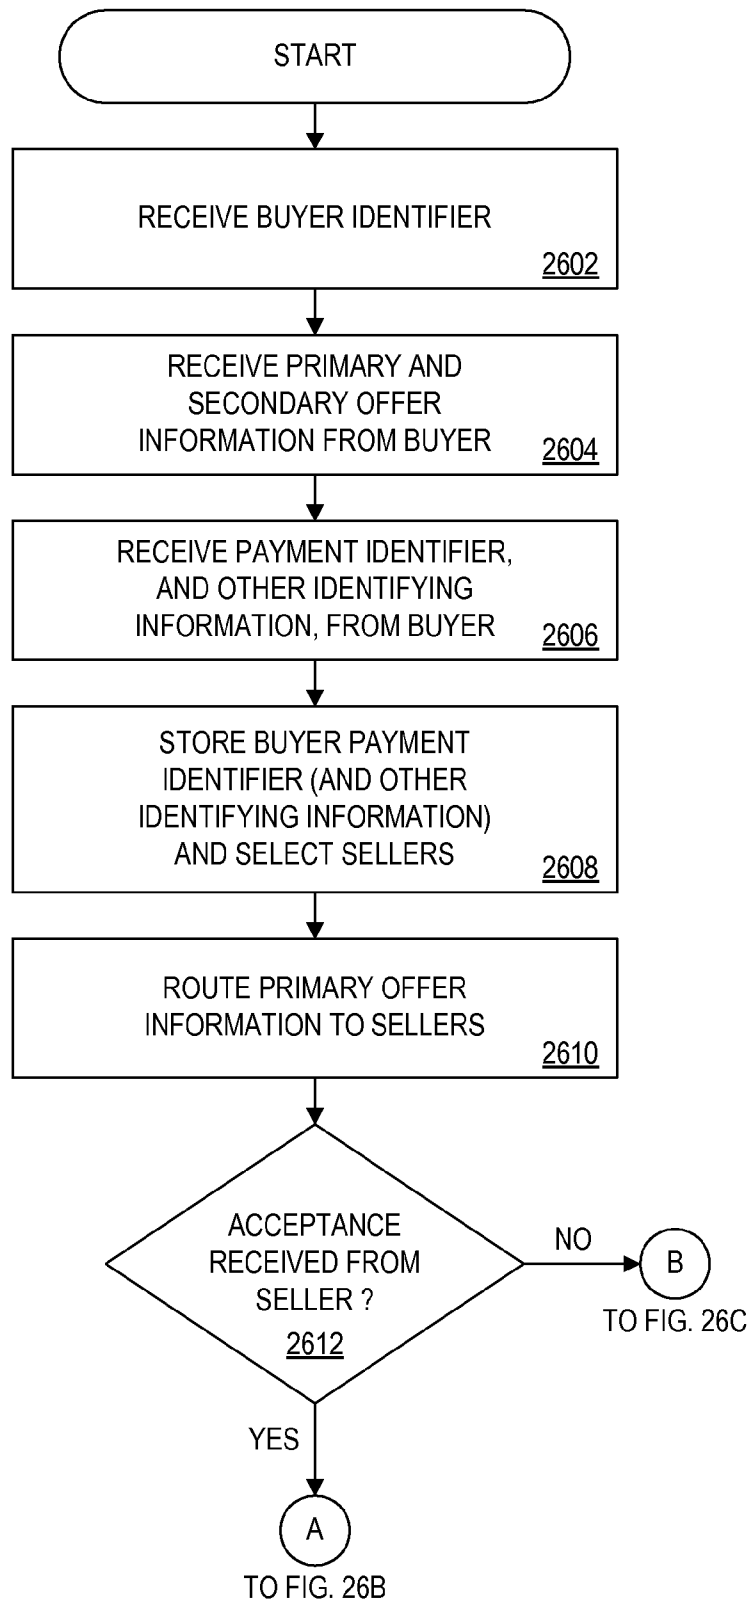 START
RECEIVE BUYER IDENTIFIER
2602
RECEIVE PRIMARY AND
SECONDARY OFFER
INFORMATION FROM BUYER
2604
RECEIVE PAYMENT IDENTIFIER,
AND OTHER IDENTIFYING
INFORMATION, FROM BUYER
2606
STORE BUYER PAYMENT
IDENTIFIER (AND OTHER
IDENTIFYING INFORMATION)
AND SELECT SELLERS
2608
ROUTE PRIMARY OFFER
INFORMATION TO SELLERS
2610
ACCEPTANCE
RECEIVED FROM
SELLER ?
2612
NO
B
TO FIG. 26C
YES
A
TO FIG. 26B